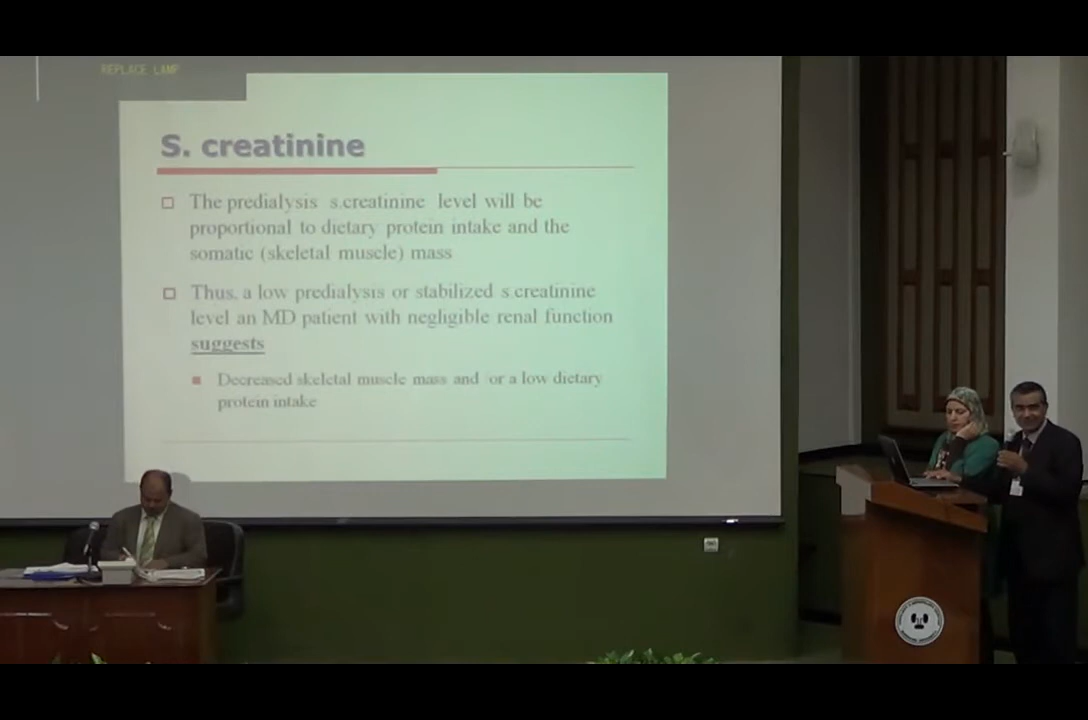 REPLACE LAMP
S. creatinine
The predialysis s.creatinine level will be
proportional to dietary protein intake and the
somatic (skeletal muscle) mass
Thus, a low predialysis or stabilized s creatinine
level an MD patient with negligible renal function
suggests
Decreased skeletal muscle mass and or a low dietary
protein intake